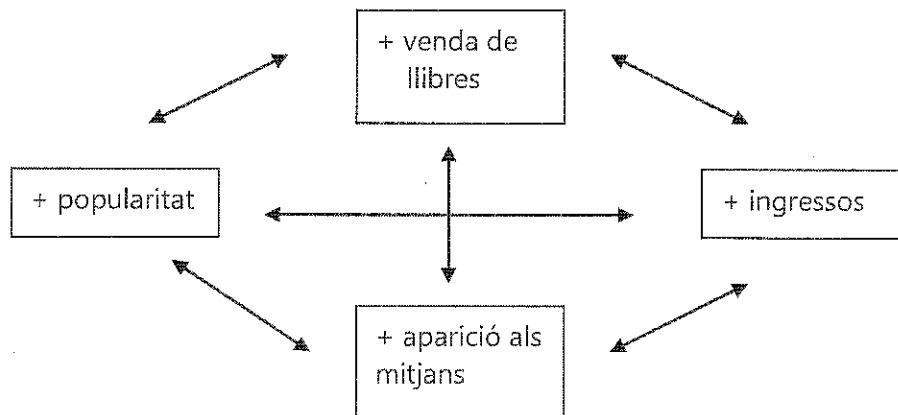 + venda de
llibres
+ popularitat
+ ingressos
+ aparició als
mitjans